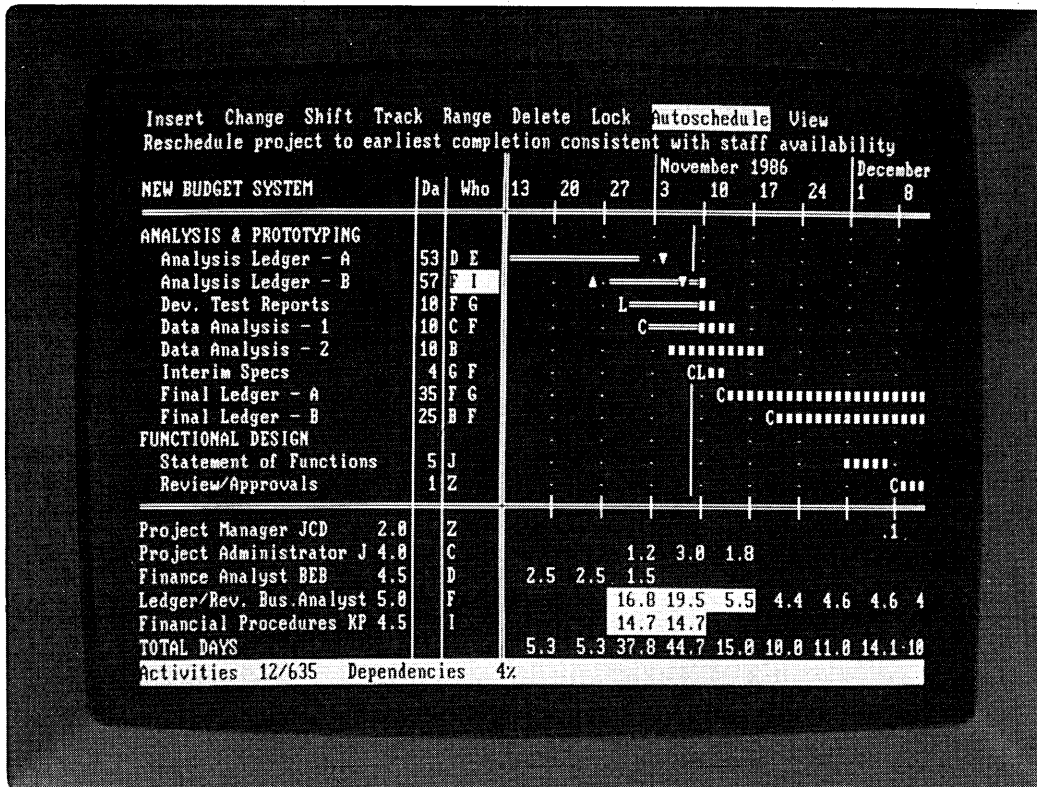 Insert Change Shift Track Range Delete Lock Autoschedule View
Reschedule project to earliest completion consistent with staff availability
November 1986 December
NEW BUDGET SYSTEM Da Who 13 20 27 3 10 17 24 1 8
ANALYSIS & PROTOTYPING
Analysis Ledger - A 53 D E
Analysis Ledger - B 57 F I
Dev. Test Reports 10 F G L
Data Analysis - 1 10 C F C
Data Analysis - 2 10 B
Interim Specs 4 G F CL
Final Ledger - A 35 F G C
Final Ledger - B 25 B F C
FUNCTIONAL DESIGN
Statement of Functions 5 J
Review/Approvals 1 Z C
Project Manager JCD 2.0 Z .1
Project Administrator J 4.0 C 1.2 3.0 1.8
Finance Analyst BEB 4.5 D 2.5 2.5 1.5
Ledger/Rev. Bus.Analyst 5.0 F 16.8 19.5 5.5 4.4 4.6 4.6 4
Financial Procedures KP 4.5 I 14.7 14.7
TOTAL DAYS 5.3 5.3 37.8 44.7 15.0 10.0 11.0 14.1 10
Activities 12/635 Dependencies 4%